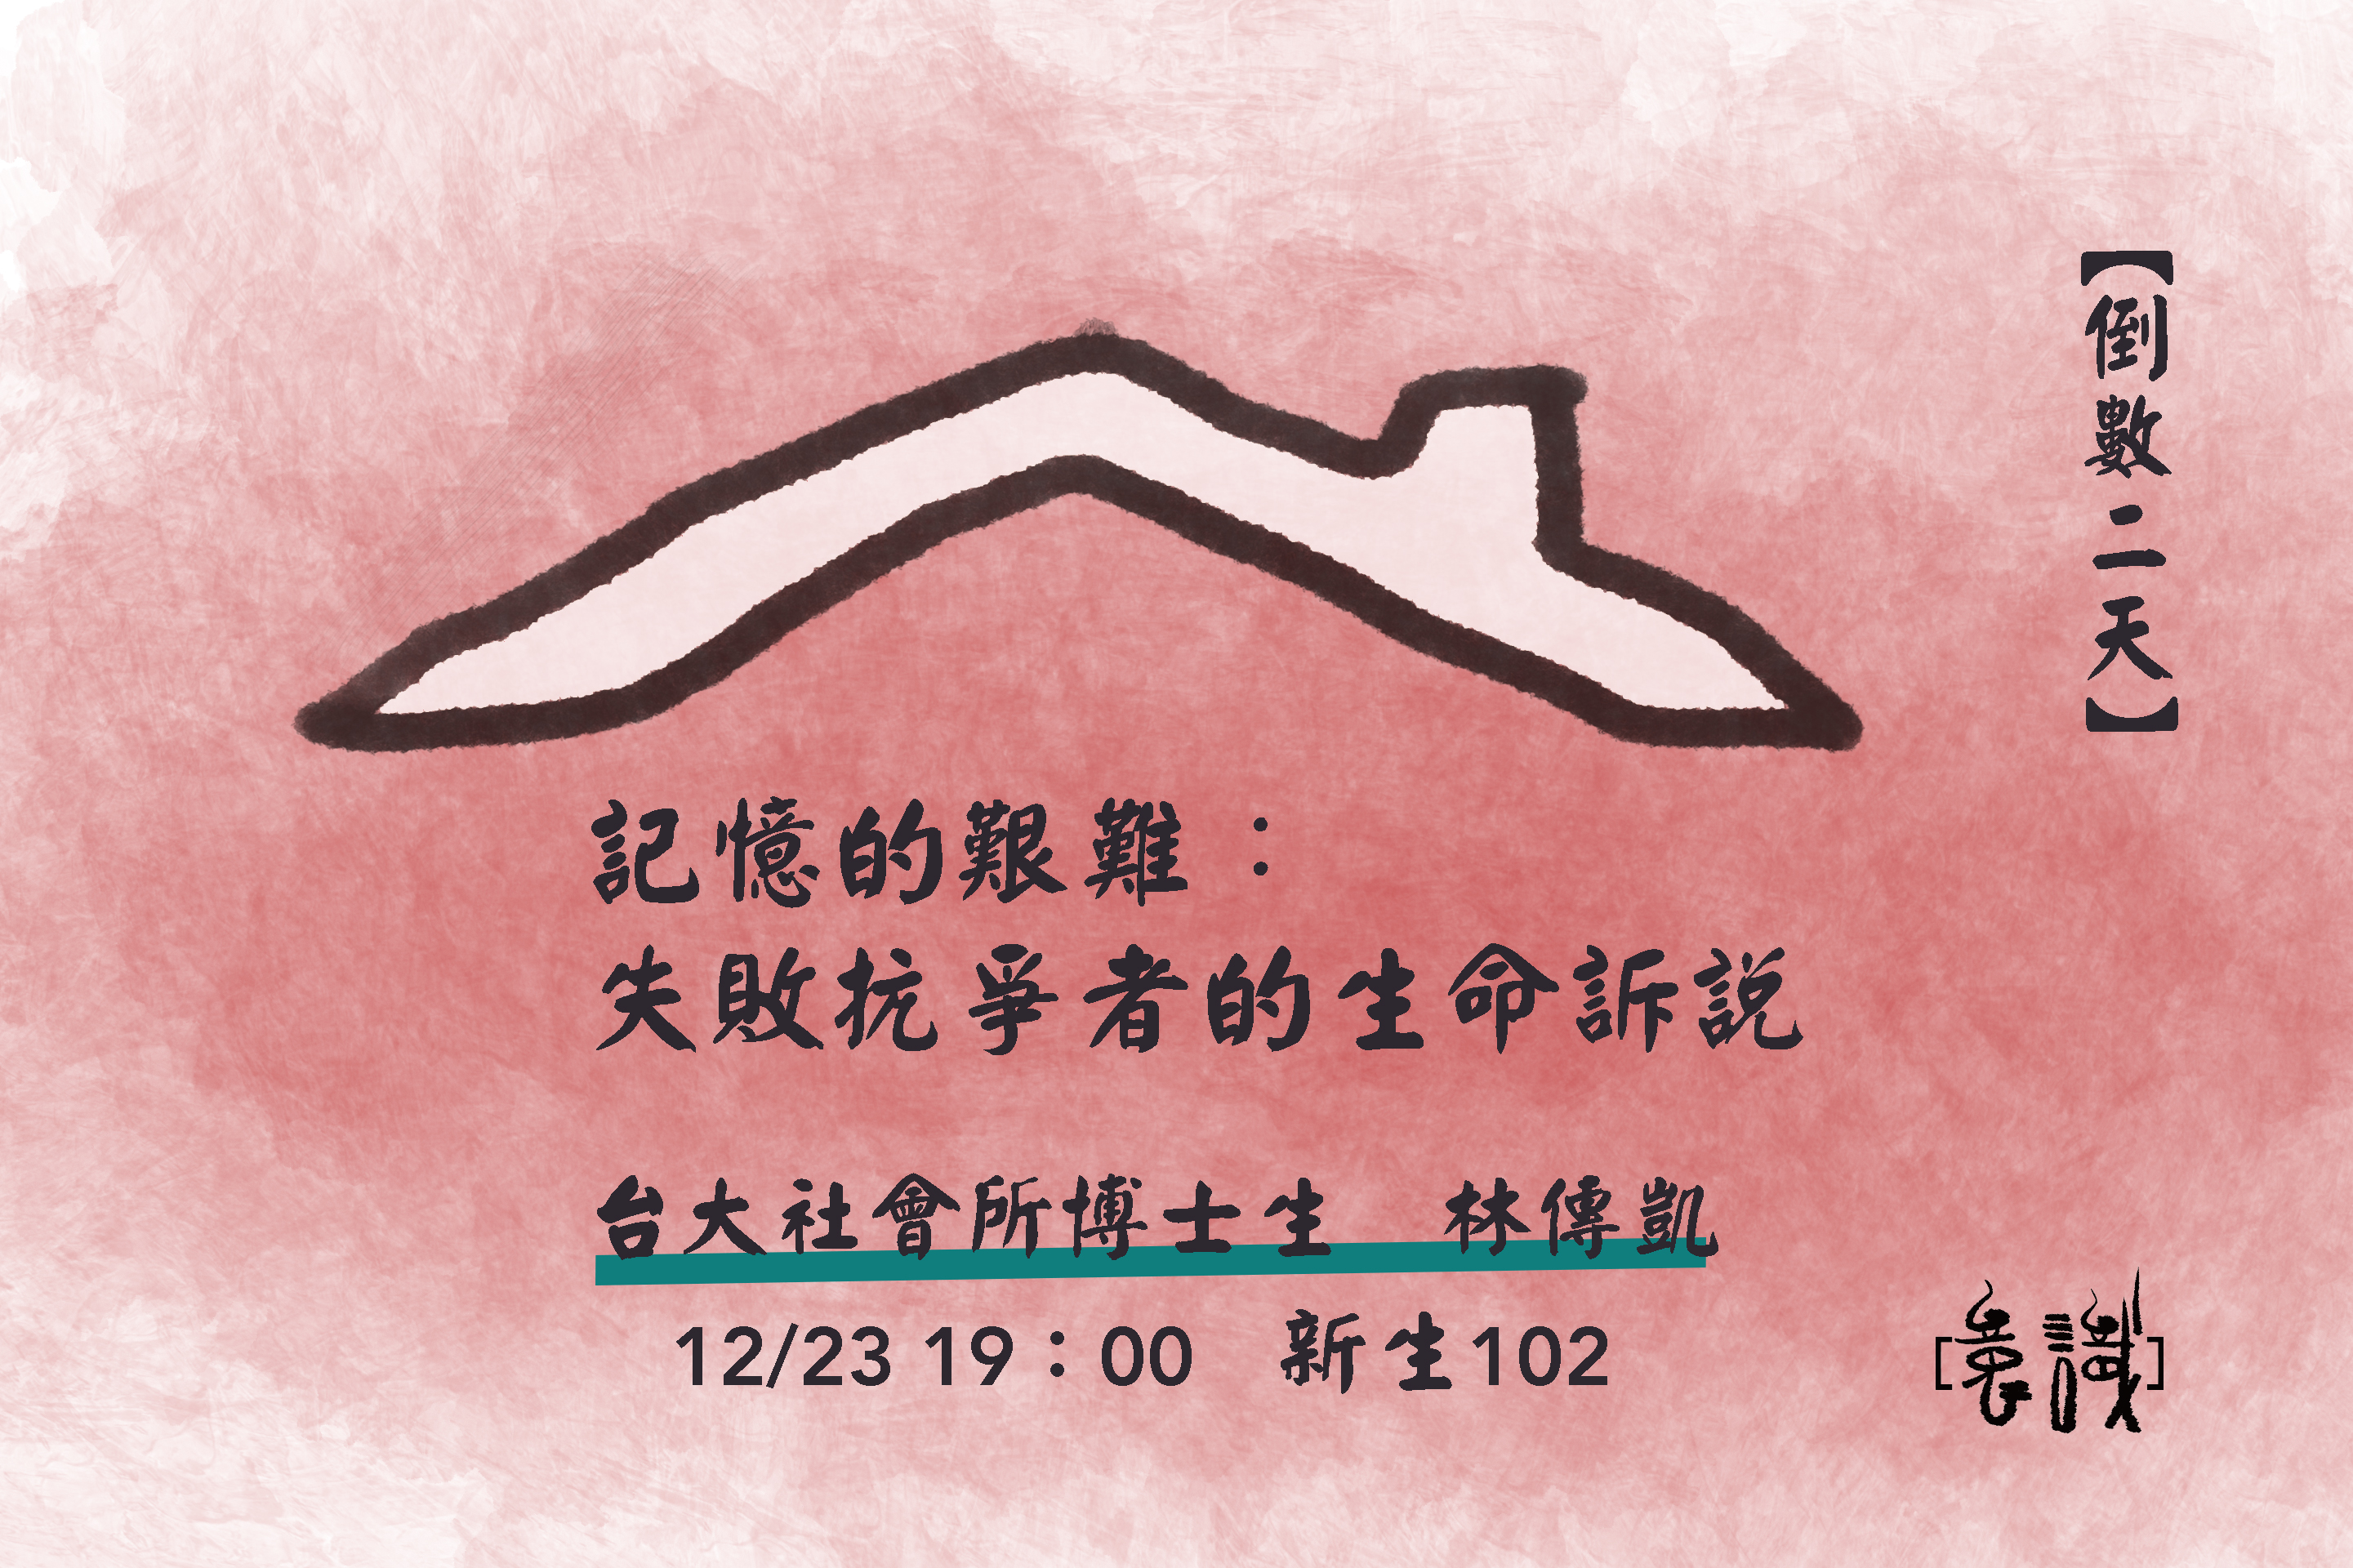 【倒數二天】
記憶的艱難：
失敗抗爭者的生命訴説
台大社會所博士生　林傳凱
12/23 19：00　新生102
[意識]